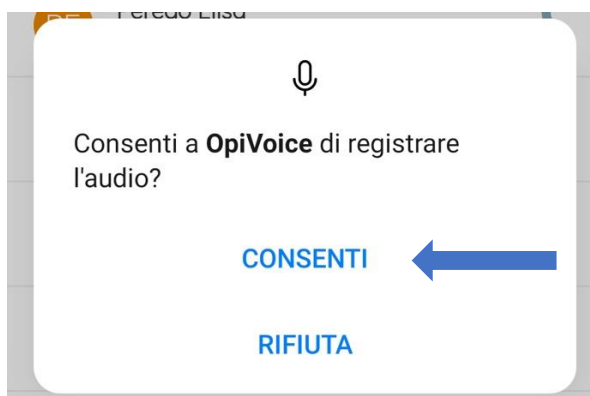 Consenti a OpiVoice di registrare
l'audio?
CONSENTI
RIFIUTA